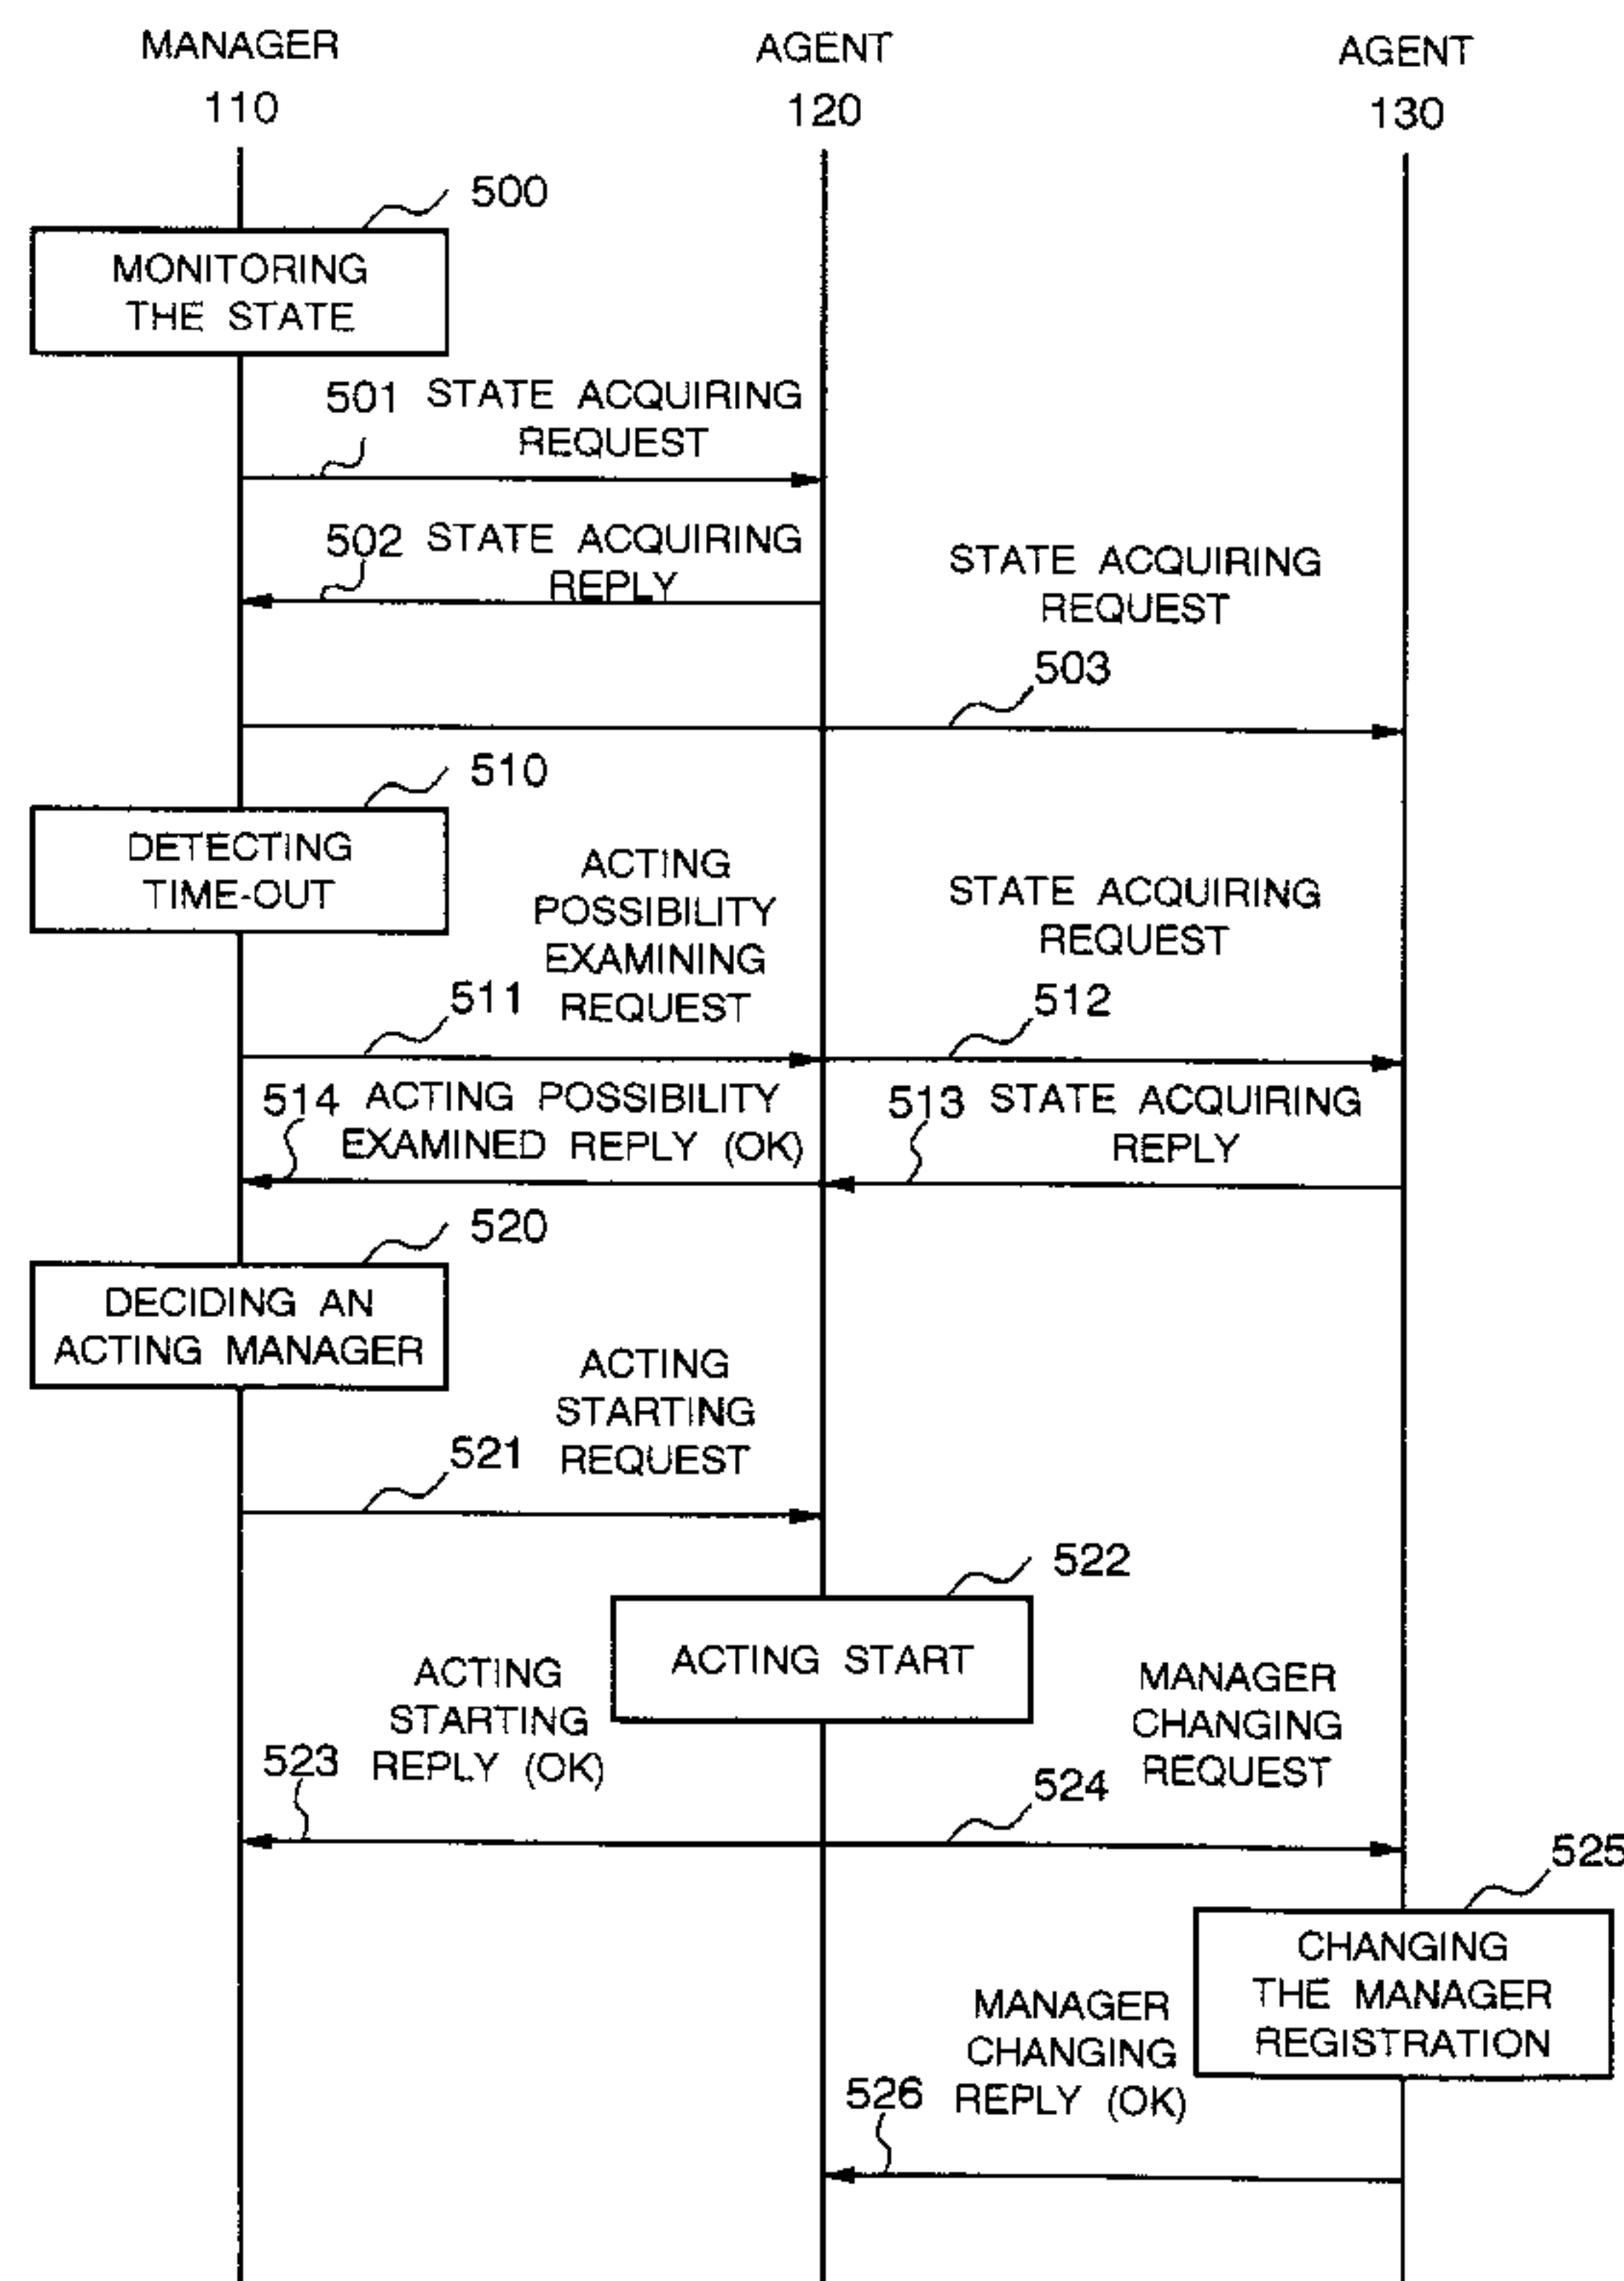 MANAGER
110
AGENT
120
AGENT
130
500
MONITORING
THE STATE
501 STATE ACQUIRING
REQUEST
502 STATE ACQUIRING
REPLY
STATE ACQUIRING
REQUEST
503
510
DETECTING
TIME-OUT
ACTING
POSSIBILITY
EXAMINING
REQUEST
511
STATE ACQUIRING
REQUEST
512
514 ACTING POSSIBILITY
EXAMINED REPLY (OK)
513 STATE ACQUIRING
REPLY
520
DECIDING AN
ACTING MANAGER
ACTING
STARTING
REQUEST
521
522
ACTING START
ACTING
STARTING
REPLY (OK)
523
MANAGER
CHANGING
REQUEST
524
525
CHANGING
THE MANAGER
REGISTRATION
MANAGER
CHANGING
REPLY (OK)
526